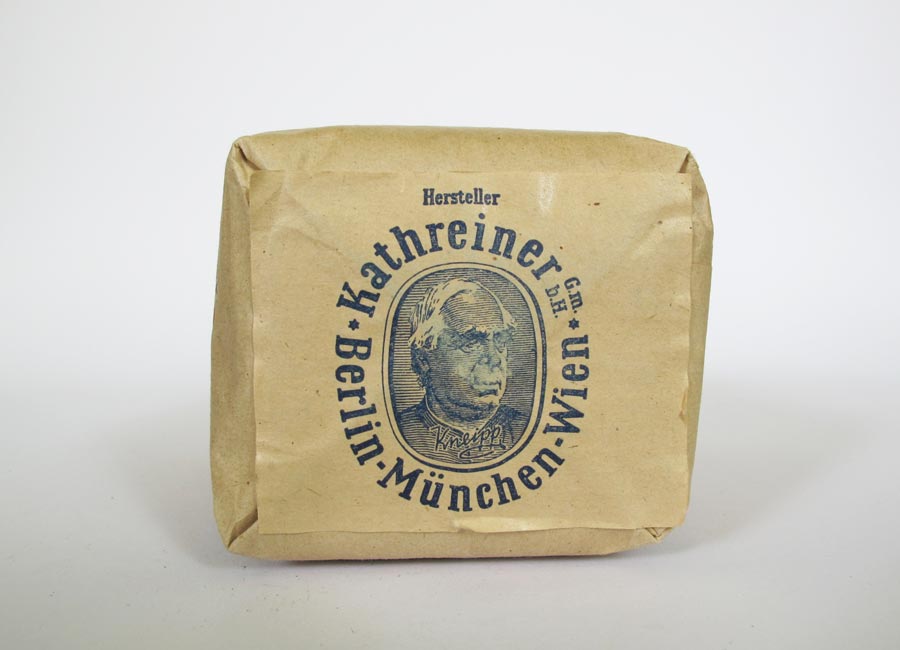 Hersteller
Kathreiner G.m.
b.H.
* Berlin-München-Wien *
Kneipp